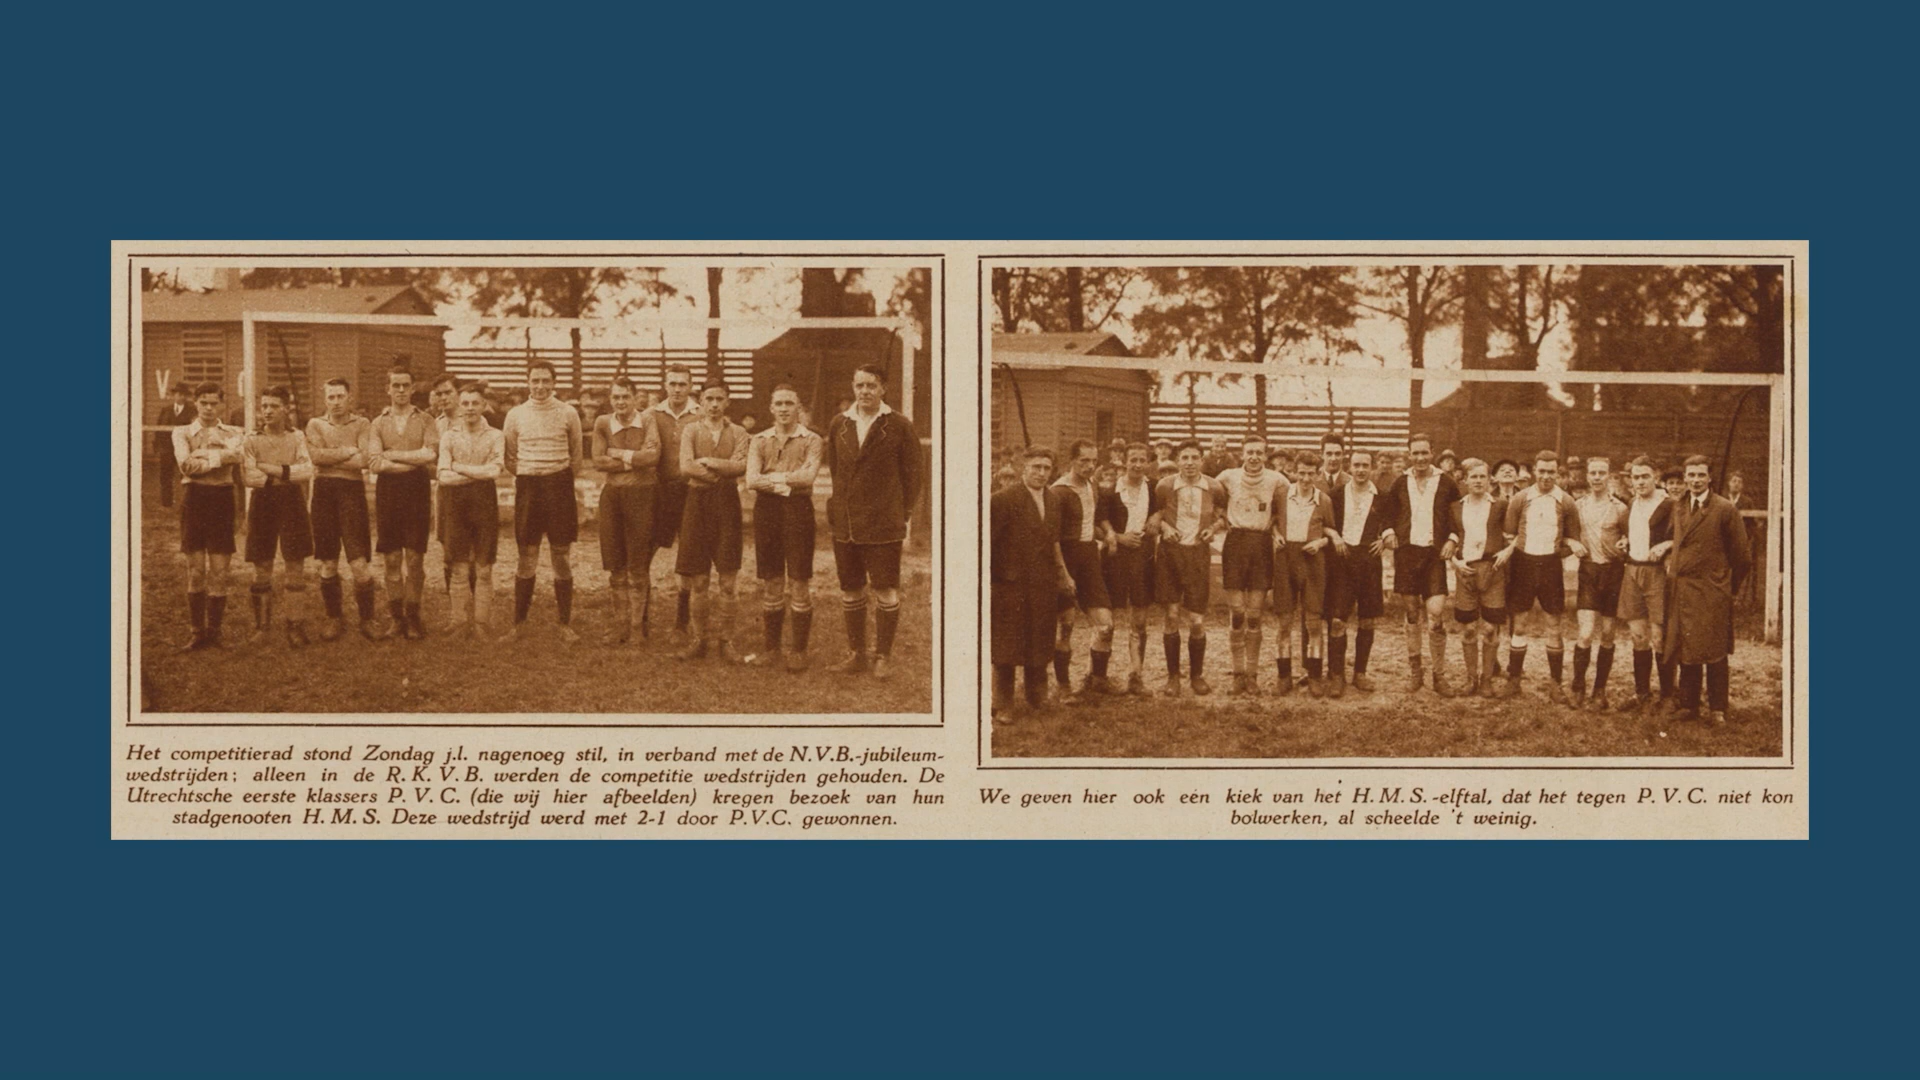 V
Het competitierad stond Zondag j.l. nagenoeg stil, in verband met de N.V.B.-jubileum-
wedstrijden; alleen in de R. K. V. B. werden de competitie wedstrijden gehouden. De
Utrechtsche eerste klassers P. V. C. (die wij hier afbeelden) kregen bezoek van hun
stadgenooten H. M. S. Deze wedstrijd werd met 2-1 door P.V.C. gewonnen.
We geven hier ook een kiek van het H. M. S. -elftal, dat het tegen P. V. C. niet kon
bolwerken, al scheelde 't weinig.